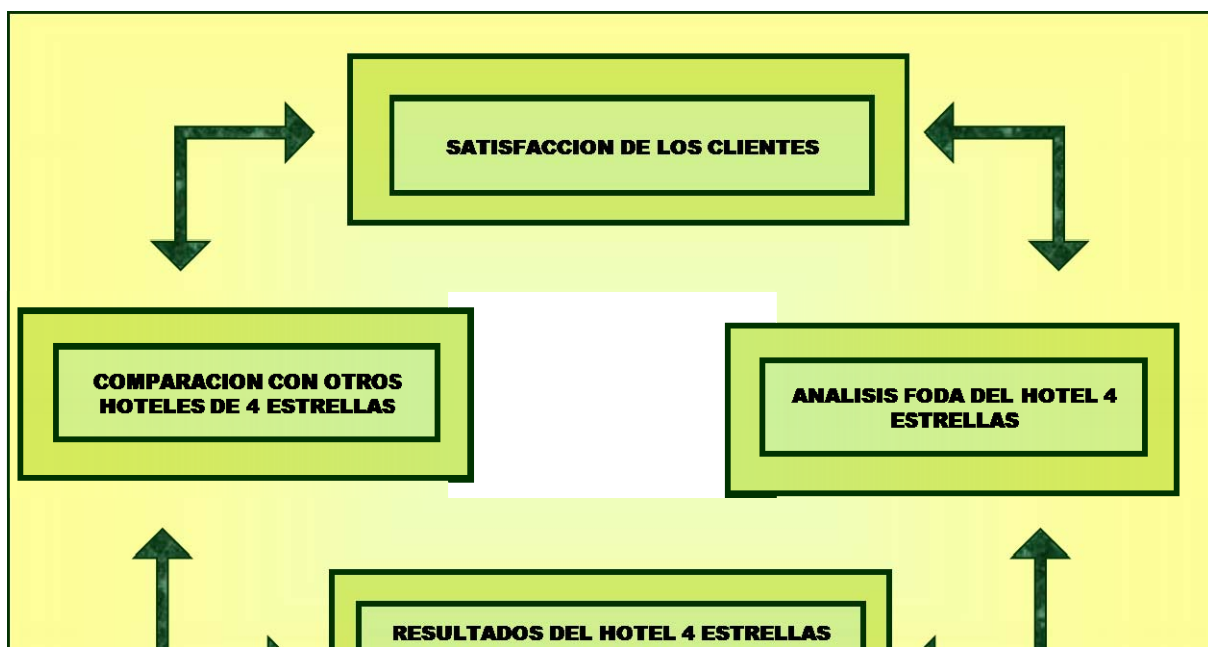 SATISFACCION DE LOS CLIENTES
COMPARACION CON OTROS
HOTELES DE 4 ESTRELLAS
ANALISIS FODA DEL HOTEL 4
ESTRELLAS
RESULTADOS DEL HOTEL 4 ESTRELLAS